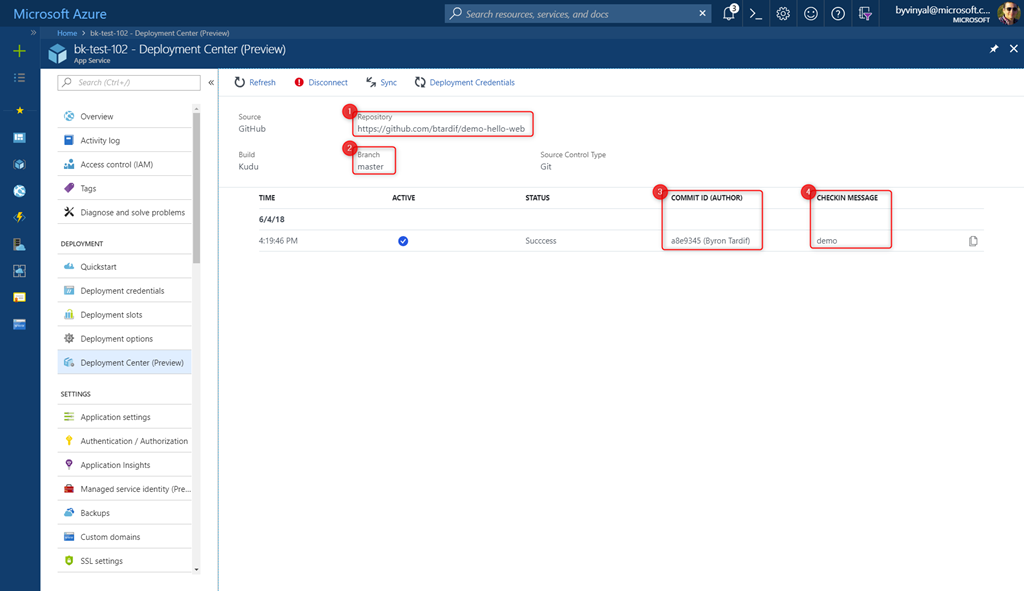 Microsoft Azure
Search resources, services, and docs
3
byvinyal@microsoft.c...
MICROSOFT
Home > bk-test-102 - Deployment Center (Preview)
bk-test-102 - Deployment Center (Preview)
App Service
Search (Ctrl+/)
Overview
Activity log
Access control (IAM)
Tags
Diagnose and solve problems
DEPLOYMENT
Quickstart
Deployment credentials
Deployment slots
Deployment options
Deployment Center (Preview)
SETTINGS
Application settings
Authentication / Authorization
Application Insights
Managed service identity (Pre...
Backups
Custom domains
SSL settings
Refresh
Disconnect
Sync
Deployment Credentials
Source
GitHub
1
Repository
https://github.com/btardif/demo-hello-web
Build
Kudu
2
Branch
master
Source Control Type
Git
3
4
TIME ACTIVE STATUS COMMIT ID (AUTHOR) CHECKIN MESSAGE
6/4/18
4:19:46 PM Succcess a8e9345 (Byron Tardif) demo